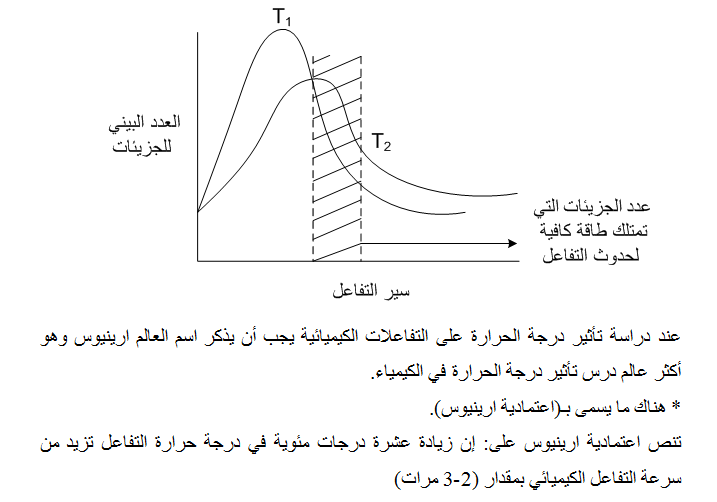 T1
العدد البيني
للجزيئات
T2
عدد الجزيئات التي
تمتلك طاقة كافية
لحدوث التفاعل
سير التفاعل
عند دراسة تأثير درجة الحرارة على التفاعلات الكيميائية يجب أن يذكر اسم العالم ارينيوس وهو
أكثر عالم درس تأثير درجة الحرارة في الكيمياء.
* هناك ما يسمى بـ(اعتمادية ارينيوس).
تنص اعتمادية ارينيوس على: إن زيادة عشرة درجات مئوية في درجة حرارة التفاعل تزيد من
سرعة التفاعل الكيميائي بمقدار (2-3 مرات)